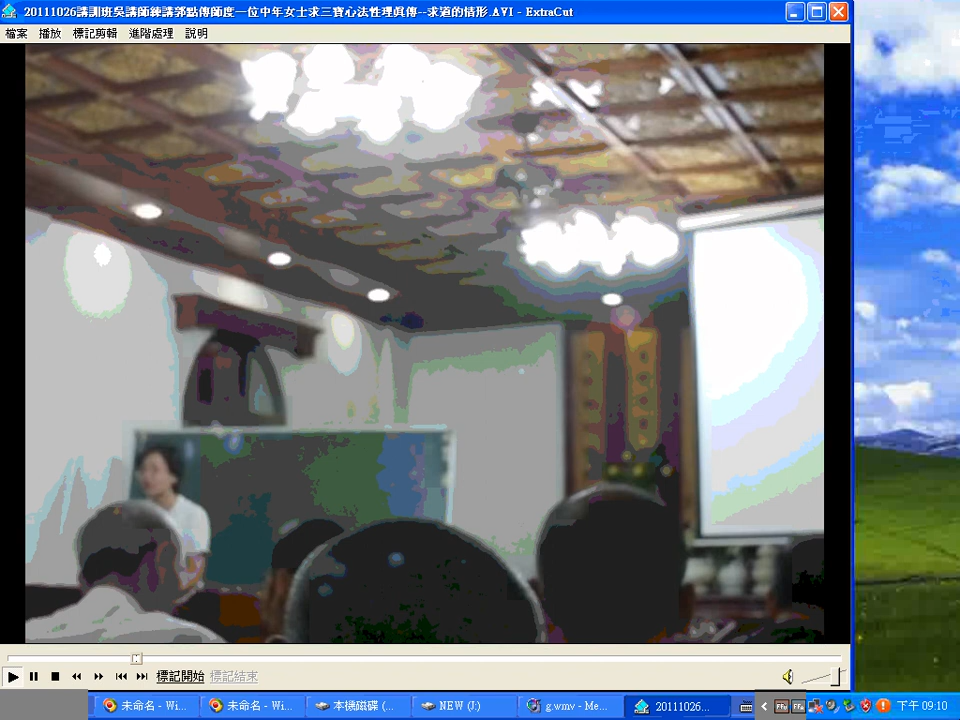 20111026講訓班吳講師練講郭點傳師度一位中年女士求三寶心法性理真傳--求道的情形.AVI - ExtraCut
檔案 播放 標記剪輯 進階處理 說明
標記開始 標記結束
未命名 - Wi... 未命名 - Wi... 本機磁碟 (... NEW (J:) g.wmv - Me... 20111026... 下午 09:10